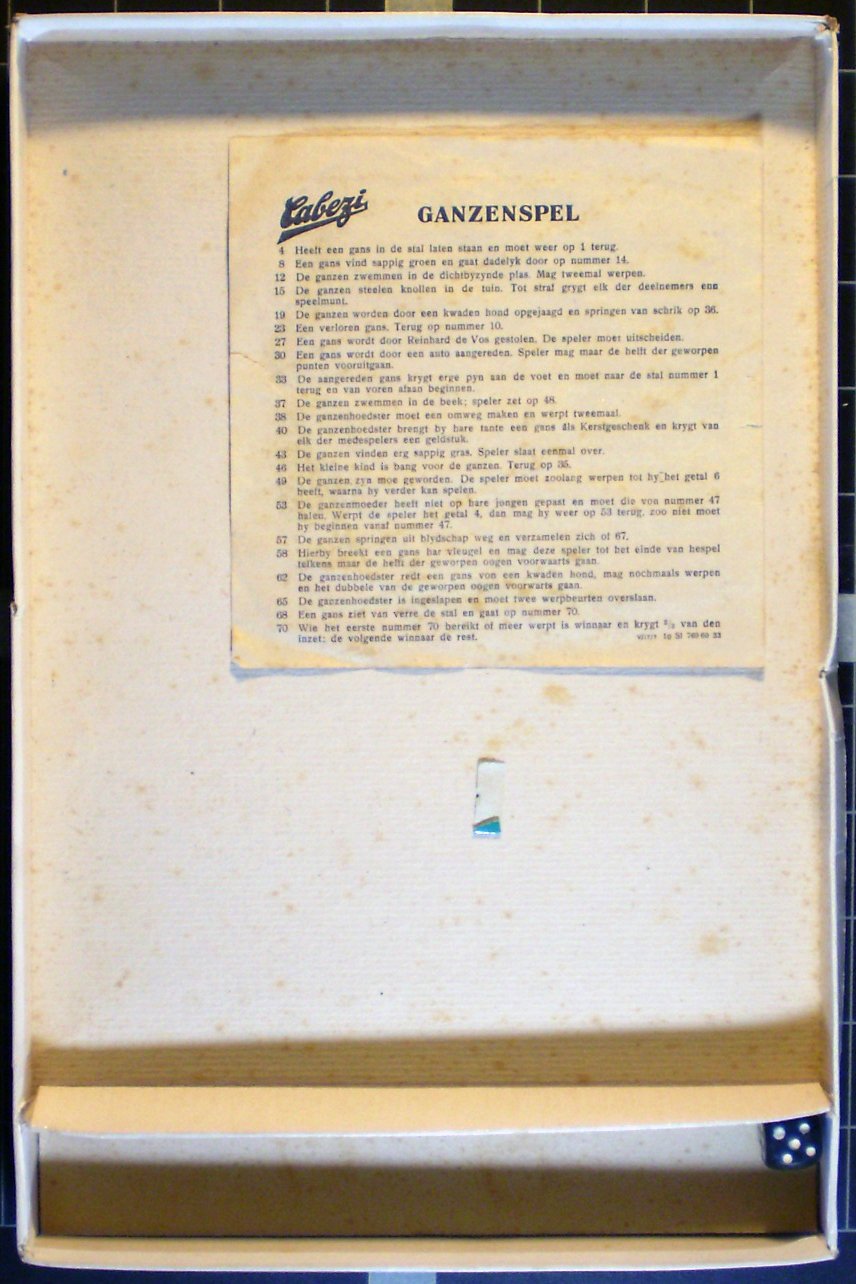 Cabezi
GANZENSPEL
4 Heeft een gans in de stal laten staan en moet weer op 1 terug.
8 Een gans vind sappig groen en gaat dadelyk door op nummer 14.
12 De ganzen zwemmen in de dichtbyzynde plas. Mag tweemal werpen.
15 De ganzen steelen knollen in de tuin. Tot straf grygt elk der deelnemers enn
speelmunt.
19 De ganzen worden door een kwaden hond opgejaagd en springen van schrik op 36.
23 Een verloren gans. Terug op nummer 10.
27 Een gans wordt door Reinhard de Vos gestolen. De speler moet uitscheiden.
30 Een gans wordt door een auto aangereden. Speler mag maar de helft der geworpen
punten vooruitgaan.
33 De aangereden gans krygt erge pyn aan de voet en moet naar de stal nummer 1
terug en van voren afaan beginnen.
37 De ganzen zwemmen in de beek; speler zet op 48.
38 De ganzenhoedster moet een omweg maken en werpt tweemaal.
40 De ganzenhoedster brengt by hare tante een gans als Kerstgeschenk en krygt van
elk der medespelers een geldstuk.
43 De ganzen vinden erg sappig gras. Speler slaat eenmal over.
46 Het kleine kind is bang voor de ganzen. Terug op 35.
49 De ganzen zyn moe geworden. De speler moet zoolang werpen tot hy het getal 6
heeft, waarna hy verder kan spelen.
53 De ganzenmoeder heeft niet op hare jongen gepast en moet die von nummer 47
halen. Werpt de speler het getal 4, dan mag hy weer op 53 terug, zoo niet moet
hy beginnen vanaf nummer 47.
57 De ganzen springen uit blydschap weg en verzamelen zich of 67.
58 Hierby breekt een gans har vleugel en mag deze speler tot het einde van hespel
telkens maar de helft der geworpen oogen voorwaarts gaan.
62 De ganzenhoedster redt een gans von een kwaden hond, mag nochmaals werpen
en het dubbele van de geworpen oogen voorwarts gaan.
65 De ganzenhoedster is ingeslapen en moet twee werpbeurten overslaan.
68 Een gans ziet van verre de stal en gaat op nummer 70.
70 Wie het eerste nummer 70 bereikt of meer werpt is winnaar en krygt ²/₃ van den
inzet; de volgende winnaar de rest.